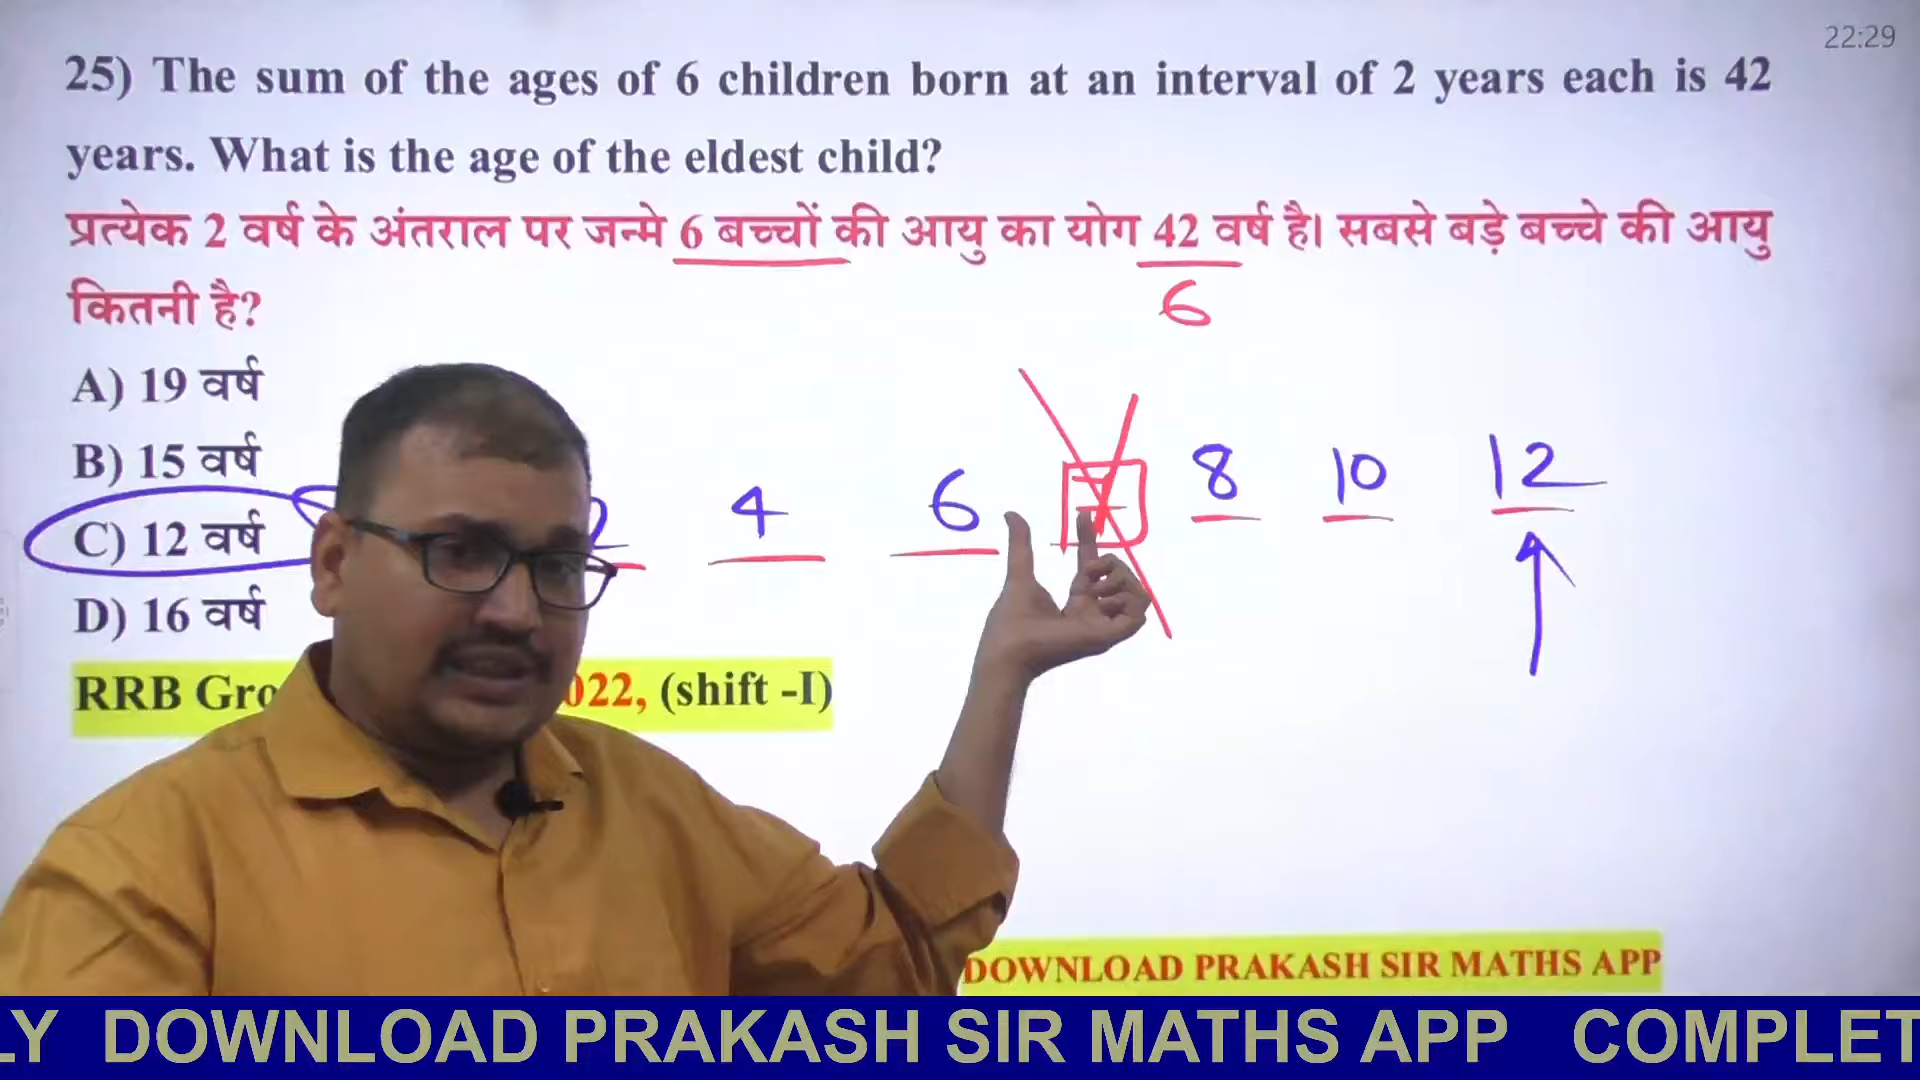 22:29
25) The sum of the ages of 6 children born at an interval of 2 years each is 42
years. What is the age of the eldest child?
प्रत्येक 2 वर्ष के अंतराल पर जन्मे 6 बच्चों की आयु का योग 42 वर्ष है। सबसे बड़े बच्चे की आयु
कितनी है?
6
A) 19 वर्ष
B) 15 वर्ष
C) 12 वर्ष
4 6 8 10 12
D) 16 वर्ष
RRB 022, (shift -I)
DOWNLOAD PRAKASH SIR MATHS APP
DOWNLOAD PRAKASH SIR MATHS APP